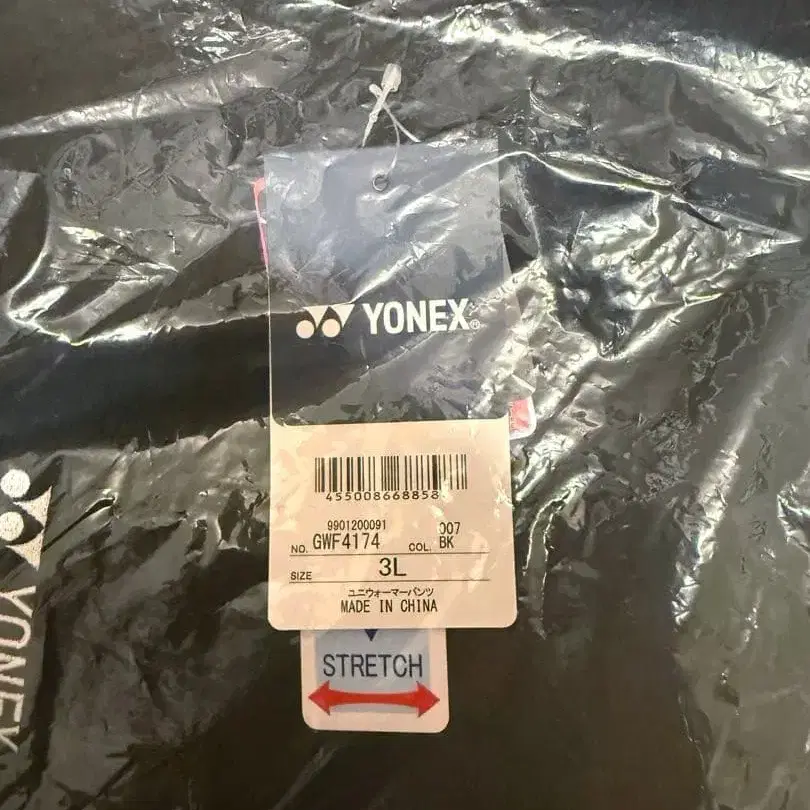 YONEX®
455008668858
9901200091
007
NO. GWF4174 COL. BK
SIZE 3L
ユニウォーマーパンツ
MADE IN CHINA
STRETCH
YONEX